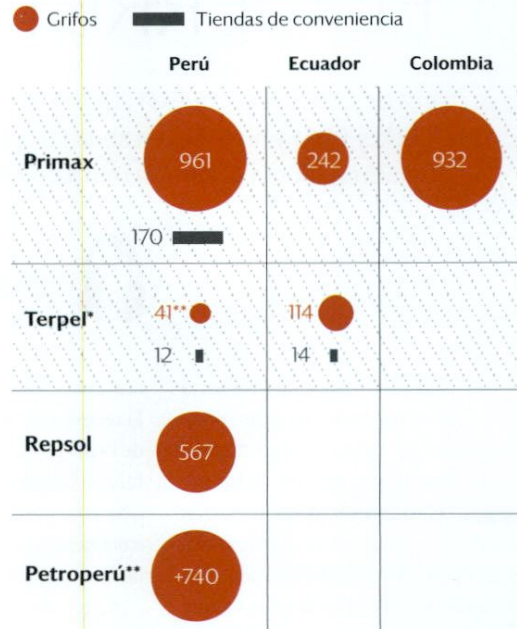 Grifos Tiendas de conveniencia
Perú Ecuador Colombia
Primax 961 242 932
170
Terpel* 41** 114
12 14
Repsol 567
Petroperú** +740